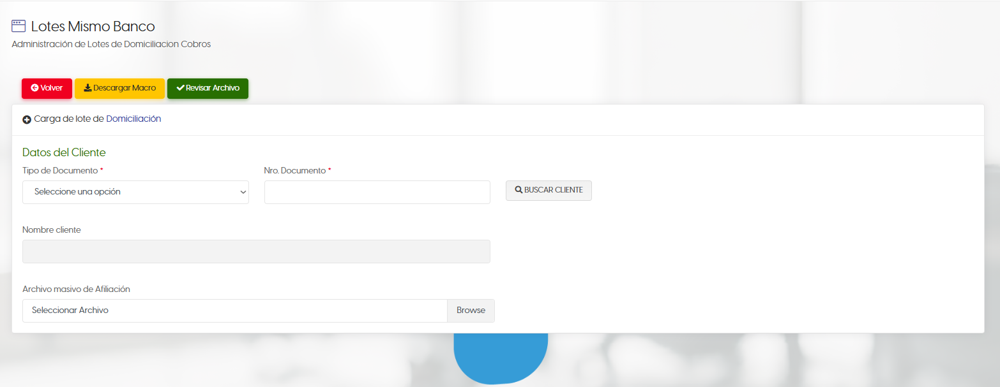 Lotes Mismo Banco
Administración de Lotes de Domiciliacion Cobros
Volver Descargar Macro Revisar Archivo
Carga de lote de Domiciliación
Datos del Cliente
Tipo de Documento * Nro. Documento *
Seleccione una opción BUSCAR CLIENTE
Nombre cliente
Archivo masivo de Afiliación
Seleccionar Archivo Browse